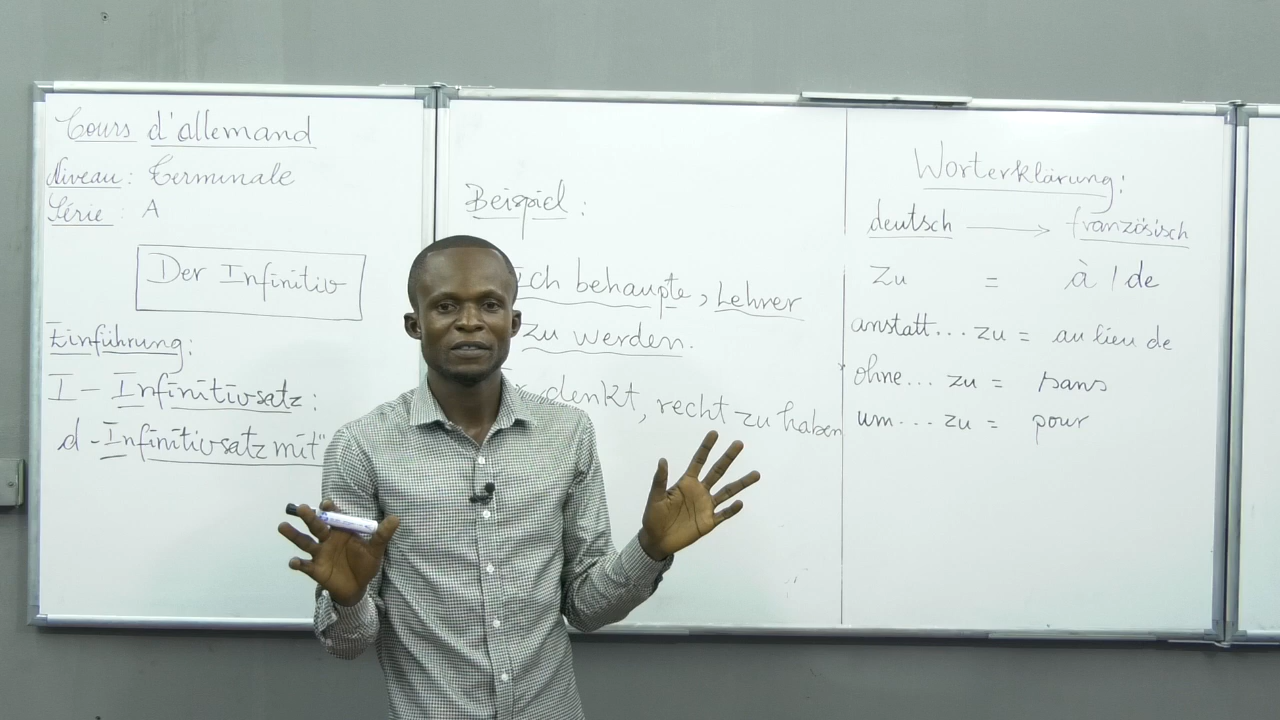 Cours d'allemand
Niveau : Terminale
Série : A
Der Infinitiv
Einführung :
I - Infinitivsatz :
d - Infinitivsatz mit "
Beispiel :
Ich behaupte, Lehrer
zu werden.
denkt, recht zu haben
Worterklärung :
deutsch → französisch
Zu = à / de
anstatt... zu = au lieu de
ohne... zu = sans
um... zu = pour